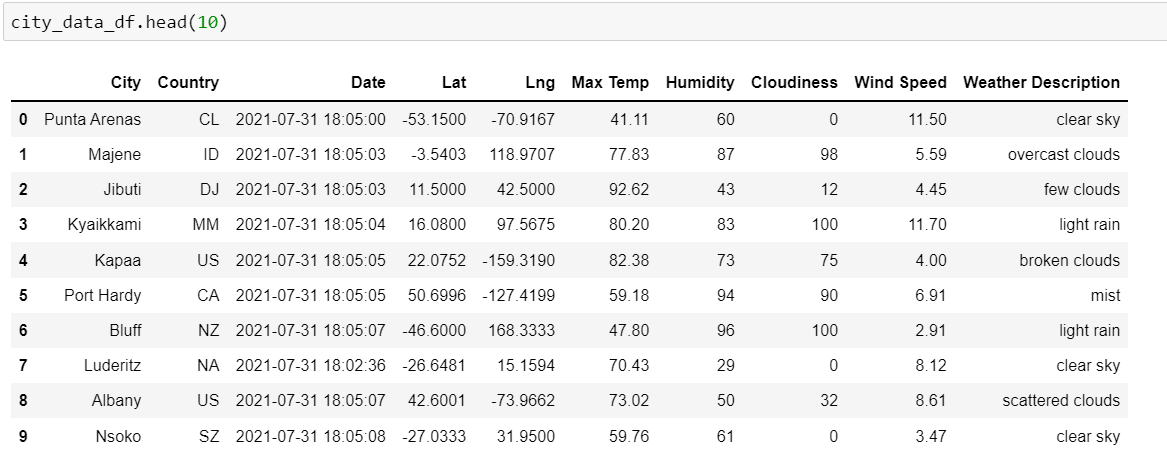 city_data_df.head(10)
City Country Date Lat Lng Max Temp Humidity Cloudiness Wind Speed Weather Description
0 Punta Arenas CL 2021-07-31 18:05:00 -53.1500 -70.9167 41.11 60 0 11.50 clear sky
1 Majene ID 2021-07-31 18:05:03 -3.5403 118.9707 77.83 87 98 5.59 overcast clouds
2 Jibuti DJ 2021-07-31 18:05:03 11.5000 42.5000 92.62 43 12 4.45 few clouds
3 Kyaikkami MM 2021-07-31 18:05:04 16.0800 97.5675 80.20 83 100 11.70 light rain
4 Kapaa US 2021-07-31 18:05:05 22.0752 -159.3190 82.38 73 75 4.00 broken clouds
5 Port Hardy CA 2021-07-31 18:05:05 50.6996 -127.4199 59.18 94 90 6.91 mist
6 Bluff NZ 2021-07-31 18:05:07 -46.6000 168.3333 47.80 96 100 2.91 light rain
7 Luderitz NA 2021-07-31 18:02:36 -26.6481 15.1594 70.43 29 0 8.12 clear sky
8 Albany US 2021-07-31 18:05:07 42.6001 -73.9662 73.02 50 32 8.61 scattered clouds
9 Nsoko SZ 2021-07-31 18:05:08 -27.0333 31.9500 59.76 61 0 3.47 clear sky